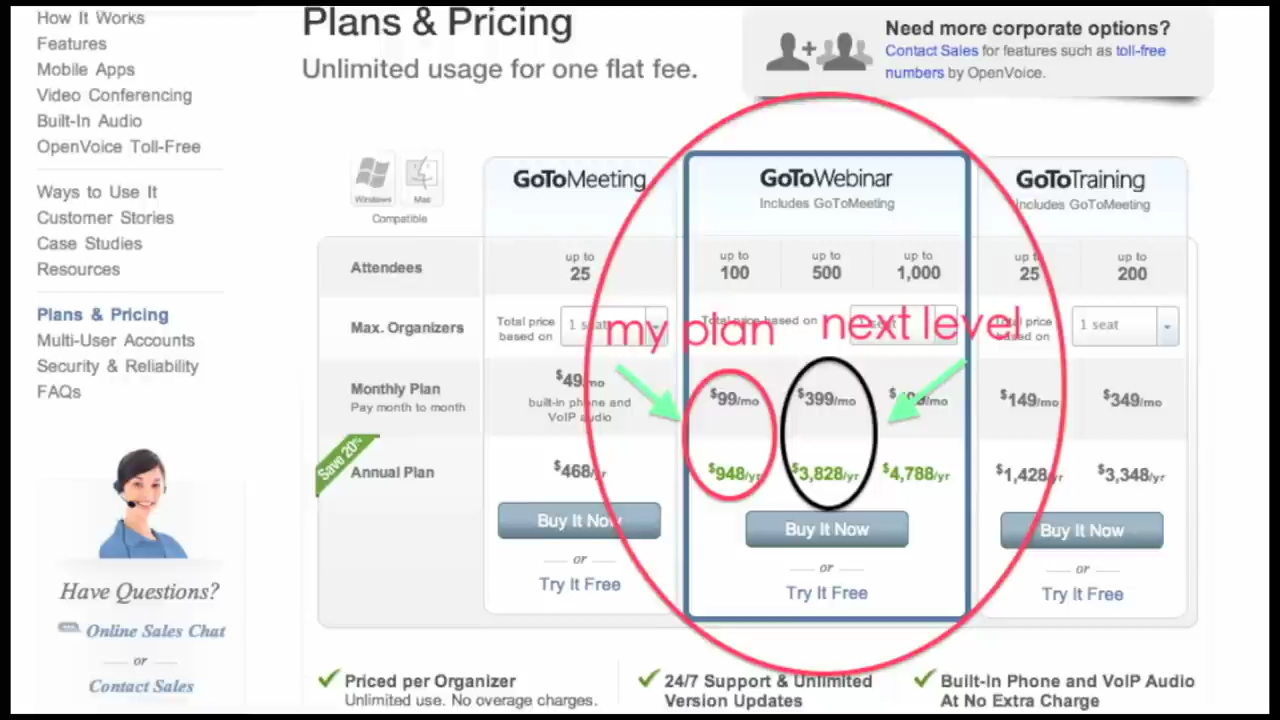 How It Works
Features
Mobile Apps
Video Conferencing
Built-In Audio
OpenVoice Toll-Free
Ways to Use It
Customer Stories
Case Studies
Resources
Plans & Pricing
Multi-User Accounts
Security & Reliability
FAQs
Have Questions?
Online Sales Chat
or
Contact Sales
Plans & Pricing
Unlimited usage for one flat fee.
Need more corporate options?
Contact Sales for features such as toll-free
numbers by OpenVoice.
Windows Mac
Compatible
GoToMeeting
GoToWebinar
Includes GoToMeeting
GoToTraining
Includes GoToMeeting
Attendees
up to
25
up to
100
up to
500
up to
1,000
up to
25
up to
200
Max. Organizers
Total price
based on
1 seat
Total price based on
seat
Total price
based on
1 seat
my plan
next level
Monthly Plan
Pay month to month
$49/mo
built-in phone and
VoIP audio
$99/mo
$399/mo
$149/mo
$349/mo
Save 20%
Annual Plan
$468/yr
$948/yr
$3,828/yr
$4,788/yr
$1,428/yr
$3,348/yr
Buy It Now
or
Try It Free
Buy It Now
or
Try It Free
Buy It Now
or
Try It Free
Priced per Organizer
Unlimited use. No overage charges.
24/7 Support & Unlimited
Version Updates
Built-In Phone and VoIP Audio
At No Extra Charge